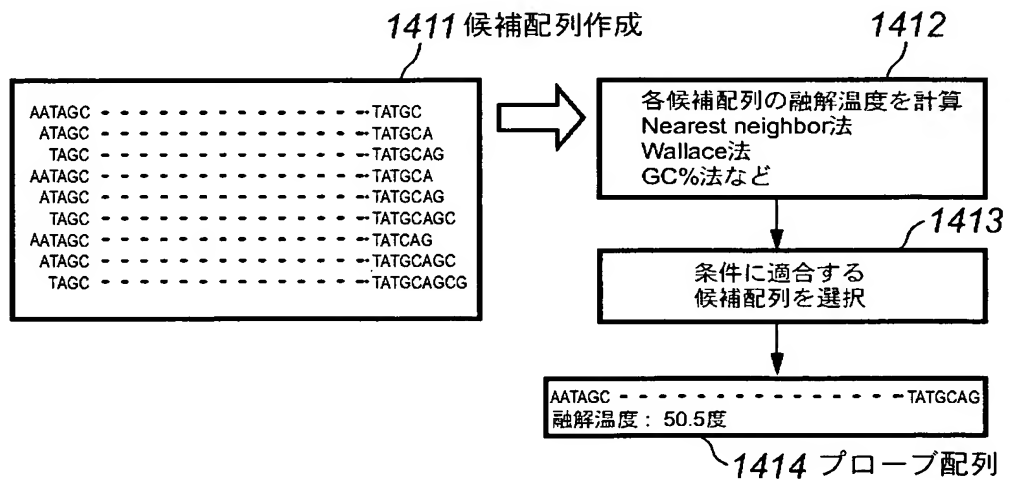 1411 候補配列作成
AATAGC - - - - - - - - - - - - - - TATGC
ATAGC - - - - - - - - - - - - - - TATGCA
TAGC - - - - - - - - - - - - - - TATGCAG
AATAGC - - - - - - - - - - - - - - TATGCA
ATAGC - - - - - - - - - - - - - - TATGCAG
TAGC - - - - - - - - - - - - - - TATGCAGC
AATAGC - - - - - - - - - - - - - - TATCAG
ATAGC - - - - - - - - - - - - - - TATGCAGC
TAGC - - - - - - - - - - - - - - TATGCAGCG
1412
各候補配列の融解温度を計算
Nearest neighbor法
Wallace法
GC%法など
1413
条件に適合する
候補配列を選択
AATAGC - - - - - - - - - - - - - - - - TATGCAG
融解温度： 50.5度
1414 プローブ配列